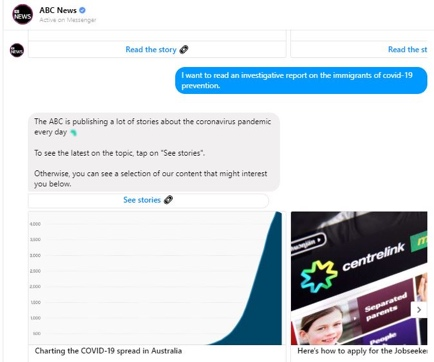 ABC News
Active on Messenger
NEWS
Read the story
Read the st
I want to read an investigative report on the immigrants of covid-19
prevention.
The ABC is publishing a lot of stories about the coronavirus pandemic
every day
To see the latest on the topic, tap on "See stories".
Otherwise, you can see a selection of our content that might interest
you below.
See stories
4,000
3,500
3,000
2,500
2,000
1,500
1,000
500
centrelink
m
Separated
parents
People
Charting the COVID-19 spread in Australia
Here's how to apply for the Jobseeker